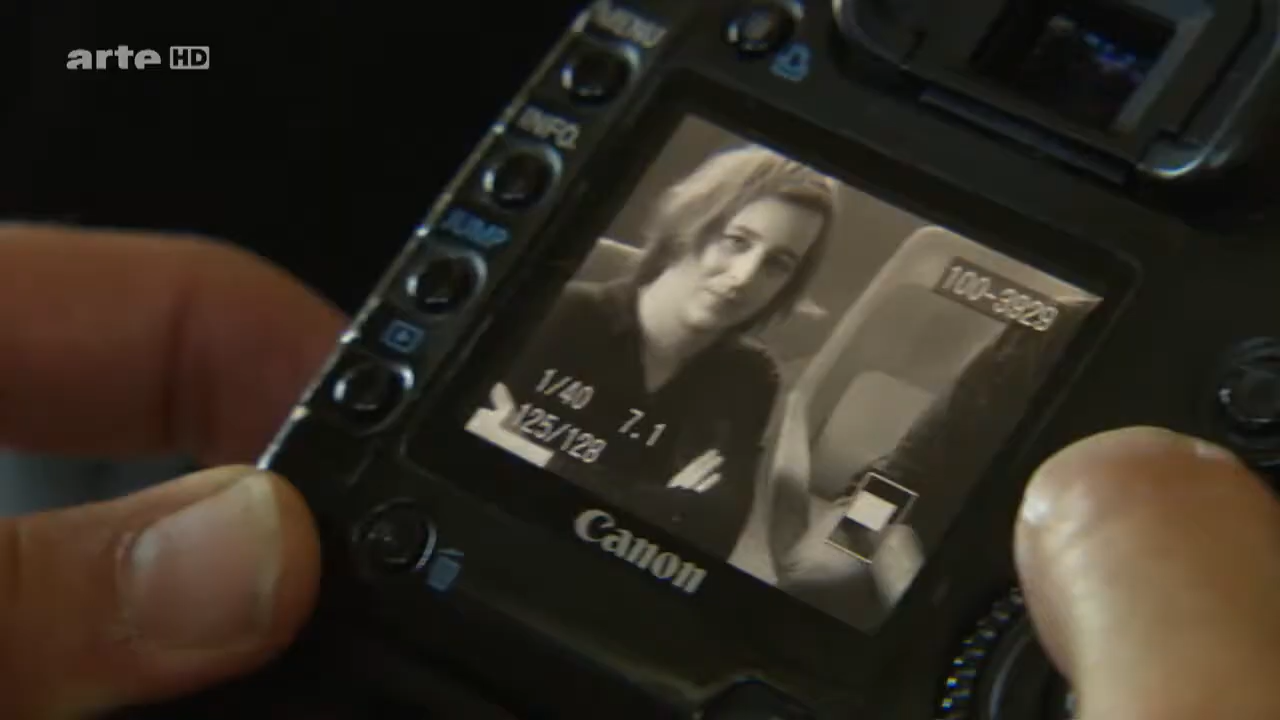 arte HD
MENU
INFO.
JUMP
100-3929
1/40 7.1
125/128
Canon